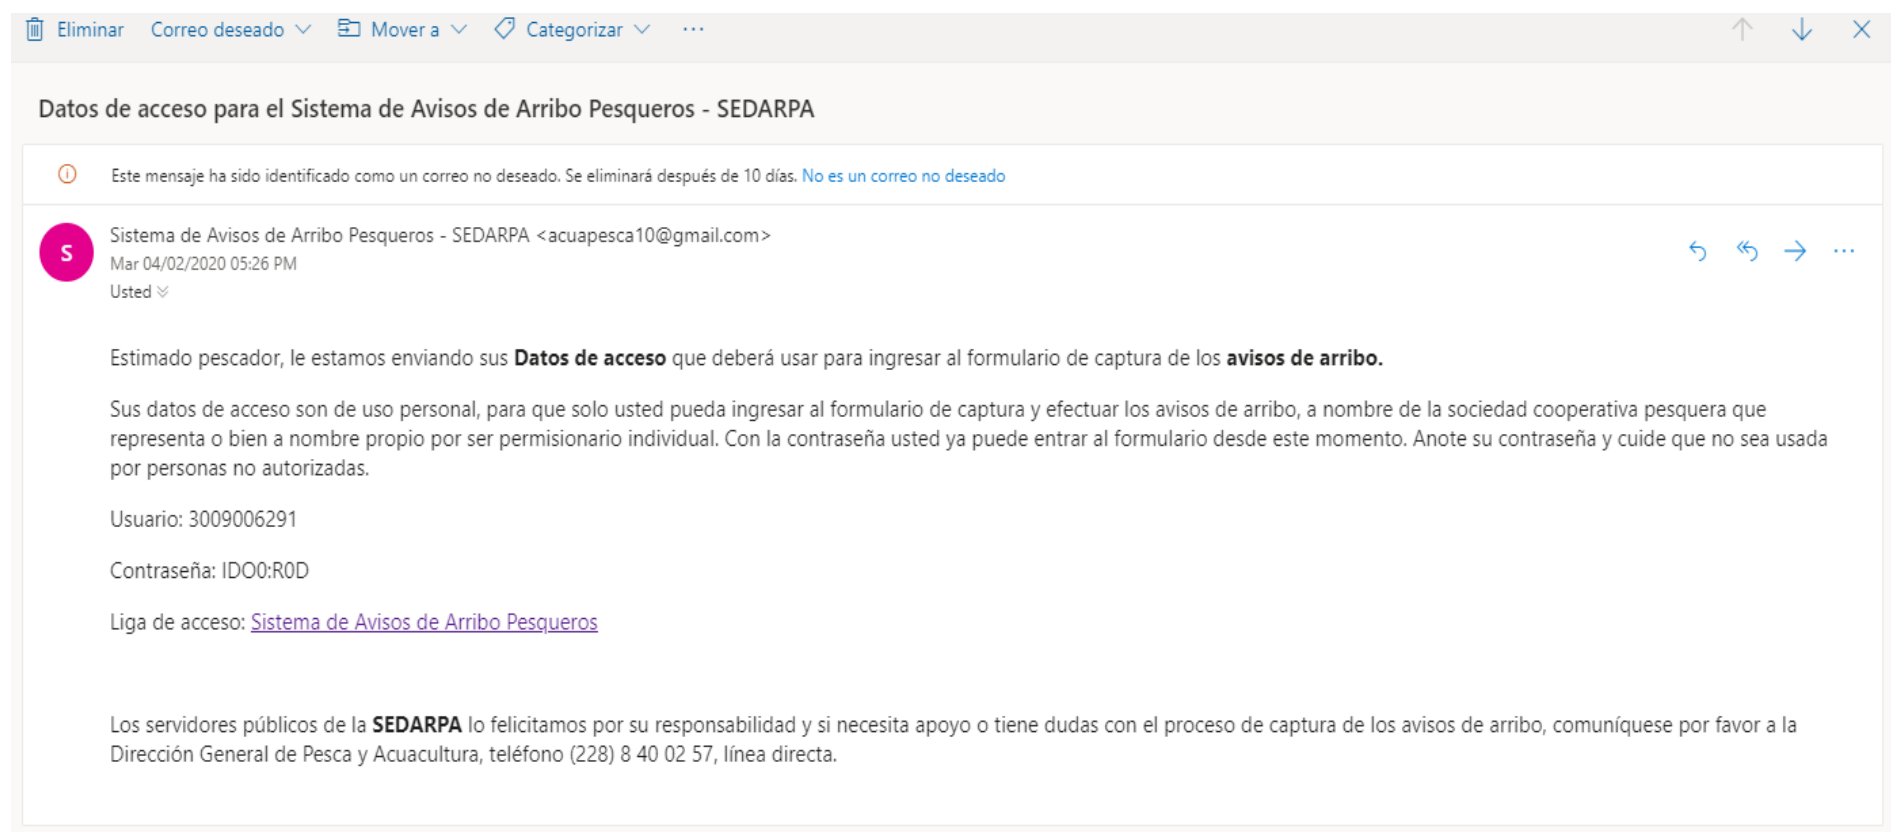 Eliminar Correo deseado Mover a Categorizar ...
Datos de acceso para el Sistema de Avisos de Arribo Pesqueros - SEDARPA
Este mensaje ha sido identificado como un correo no deseado. Se eliminará después de 10 días. No es un correo no deseado
S
Sistema de Avisos de Arribo Pesqueros - SEDARPA <acuapesca10@gmail.com>
Mar 04/02/2020 05:26 PM
Usted
Estimado pescador, le estamos enviando sus Datos de acceso que deberá usar para ingresar al formulario de captura de los avisos de arribo.
Sus datos de acceso son de uso personal, para que solo usted pueda ingresar al formulario de captura y efectuar los avisos de arribo, a nombre de la sociedad cooperativa pesquera que
representa o bien a nombre propio por ser permisionario individual. Con la contraseña usted ya puede entrar al formulario desde este momento. Anote su contraseña y cuide que no sea usada
por personas no autorizadas.
Usuario: 3009006291
Contraseña: IDO0:R0D
Liga de acceso: Sistema de Avisos de Arribo Pesqueros
Los servidores públicos de la SEDARPA lo felicitamos por su responsabilidad y si necesita apoyo o tiene dudas con el proceso de captura de los avisos de arribo, comuníquese por favor a la
Dirección General de Pesca y Acuacultura, teléfono (228) 8 40 02 57, línea directa.